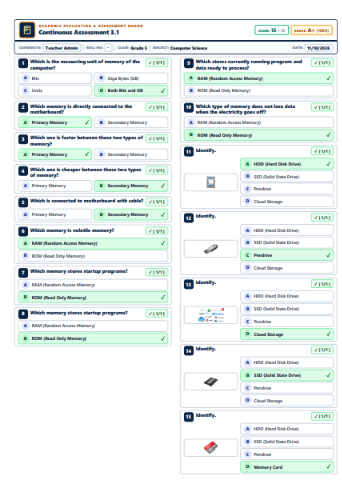 ACADEMIC EVALUATION & ASSESSMENT BOARD
Continuous Assessment 3.1
SCORE: 15 / 15
GRADE: A+ (100%)
CANDIDATE: Teacher Admin | ROLL NO: - | CLASS: Grade 5 | SUBJECT: Computer Science
DATE: 11/10/2026
1 Which is the measuring unit of memory of the computer? ✓ [1/1]
A Bits
B Giga Bytes (GB)
C Units
D Both Bits and GB ✓
2 Which memory is directly connected to the motherboard? ✓ [1/1]
A Primary Memory ✓
B Secondary Memory
3 Which one is faster between these two types of memory? ✓ [1/1]
A Primary Memory ✓
B Secondary Memory
4 Which one is cheaper between these two types of memory? ✓ [1/1]
A Primary Memory
B Secondary Memory ✓
5 Which is connected to motherboard with cable? ✓ [1/1]
A Primary Memory
B Secondary Memory ✓
6 Which memory is volatile memory? ✓ [1/1]
A RAM (Random Access Memory) ✓
B ROM (Read Only Memory)
7 Which memory stores startup programs? ✓ [1/1]
A RAM (Random Access Memory)
B ROM (Read Only Memory) ✓
8 Which memory stores startup programs? ✓ [1/1]
A RAM (Random Access Memory)
B ROM (Read Only Memory) ✓
9 Which stores currently running program and data ready to process? ✓ [1/1]
A RAM (Random Access Memory) ✓
B ROM (Read Only Memory)
10 Which type of memory does not lose data when the electricity goes off? ✓ [1/1]
A RAM (Random Access Memory)
B ROM (Read Only Memory) ✓
11 Identify. ✓ [1/1]
A HDD (Hard Disk Drive) ✓
B SSD (Solid State Drive)
C Pendrive
D Cloud Storage
12 Identify. ✓ [1/1]
A HDD (Hard Disk Drive)
B SSD (Solid State Drive)
C Pendrive ✓
D Cloud Storage
13 Identify. ✓ [1/1]
A HDD (Hard Disk Drive)
B SSD (Solid State Drive)
C Pendrive
D Cloud Storage ✓
14 Identify. ✓ [1/1]
A HDD (Hard Disk Drive)
B SSD (Solid State Drive) ✓
C Pendrive
D Cloud Storage
15 Identify. ✓ [1/1]
A HDD (Hard Disk Drive)
B SSD (Solid State Drive)
C Pendrive
D Memory Card ✓